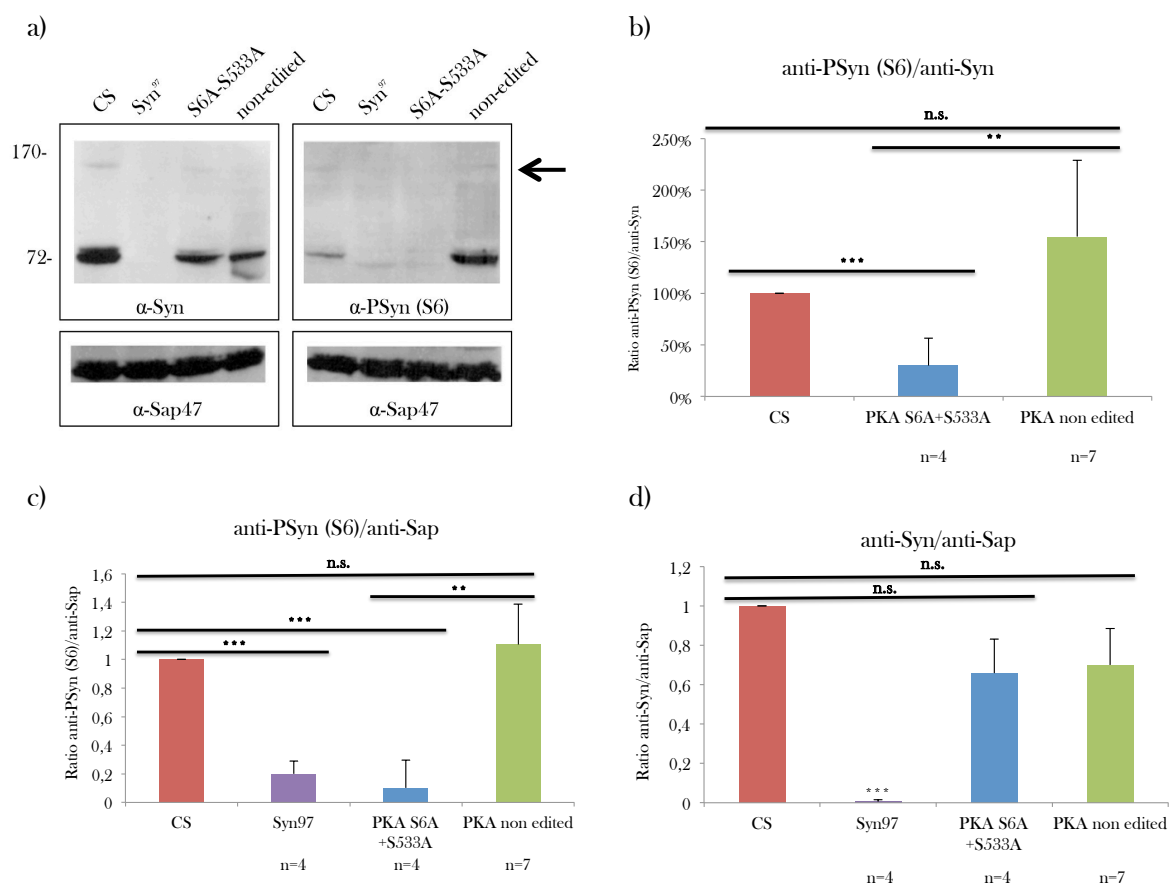 a)
CS
Syn⁹⁷
S6A-S533A
non-edited
CS
Syn⁹⁷
S6A-S533A
non-edited
170-
72-
α-Syn
α-PSyn (S6)
α-Sap47
α-Sap47
b)
anti-PSyn (S6)/anti-Syn
n.s.
**
***
Ratio anti-PSyn (S6)/anti-Syn
250%
200%
150%
100%
50%
0%
CS
PKA S6A+S533A
PKA non edited
n=4
n=7
c)
anti-PSyn (S6)/anti-Sap
n.s.
**
***
***
Ratio anti-PSyn (S6)/anti-Sap
1,6
1,4
1,2
1
0,8
0,6
0,4
0,2
0
CS
Syn97
PKA S6A
+S533A
PKA non edited
n=4
n=4
n=7
d)
anti-Syn/anti-Sap
n.s.
n.s.
Ratio anti-Syn/anti-Sap
1,2
1
0,8
0,6
0,4
0,2
0
***
CS
Syn97
PKA S6A
+S533A
PKA non edited
n=4
n=4
n=7